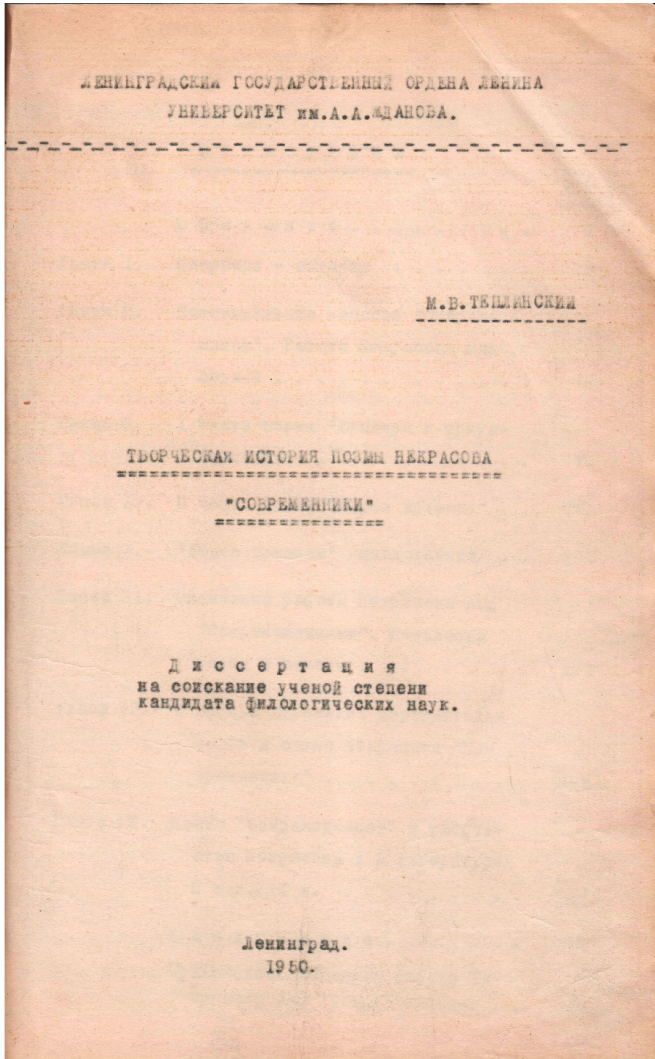 ЛЕНИНГРАДСКИЙ ГОСУДАРСТВЕННЫЙ ОРДЕНА ЛЕНИНА
УНИВЕРСИТЕТ им.А.А.ЖДАНОВА.
М.В.ТЕПЛИНСКИЙ
ТВОРЧЕСКАЯ ИСТОРИЯ ПОЭМЫ НЕКРАСОВА
"СОВРЕМЕННИКИ"
Диссертация
на соискание ученой степени
кандидата филологических наук.
Ленинград.
1950.